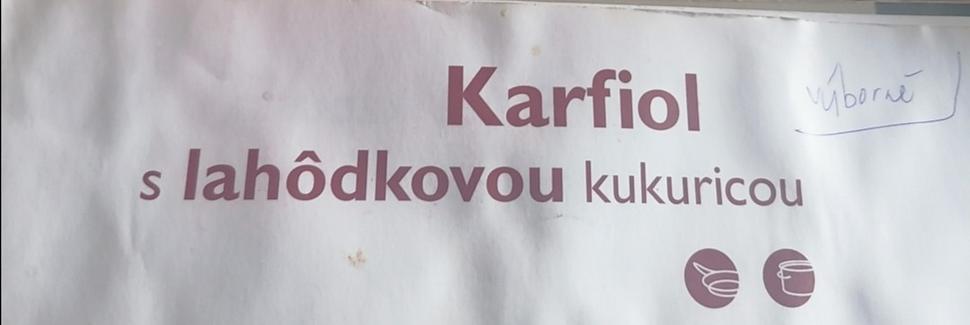 Karfiol
výborné
s lahôdkovou kukuricou